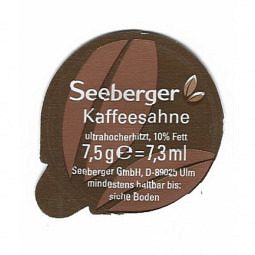 Seeberger
Kaffeesahne
ultrahocherhitzt, 10% Fett
7,5g℮=7,3ml
Seeberger GmbH, D-89025 Ulm
mindestens haltbar bis:
siehe Boden